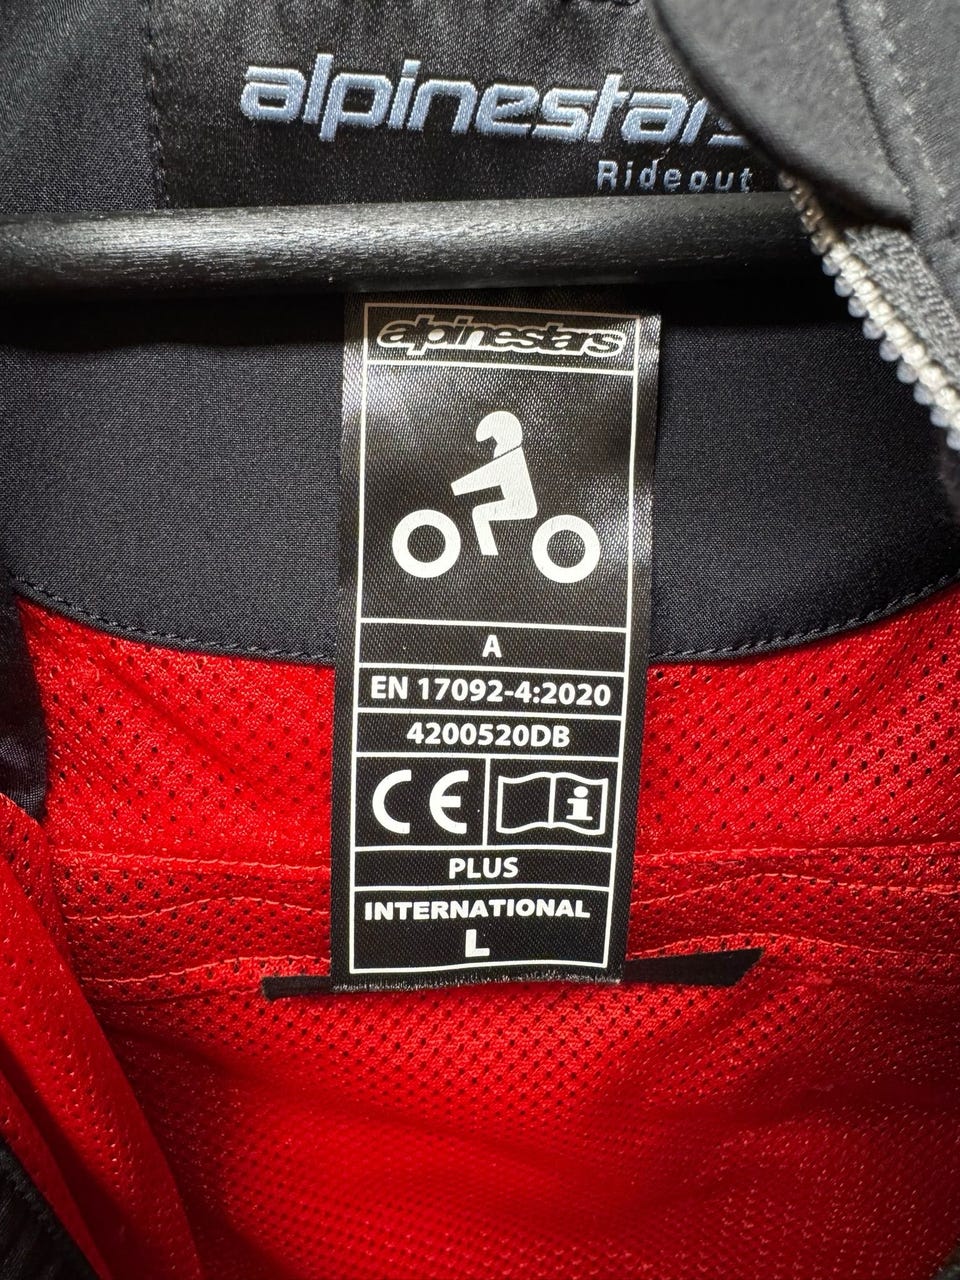 alpinestars
Rideout
alpinestars
A
EN 17092-4:2020
4200520DB
CE
i
PLUS
INTERNATIONAL
L